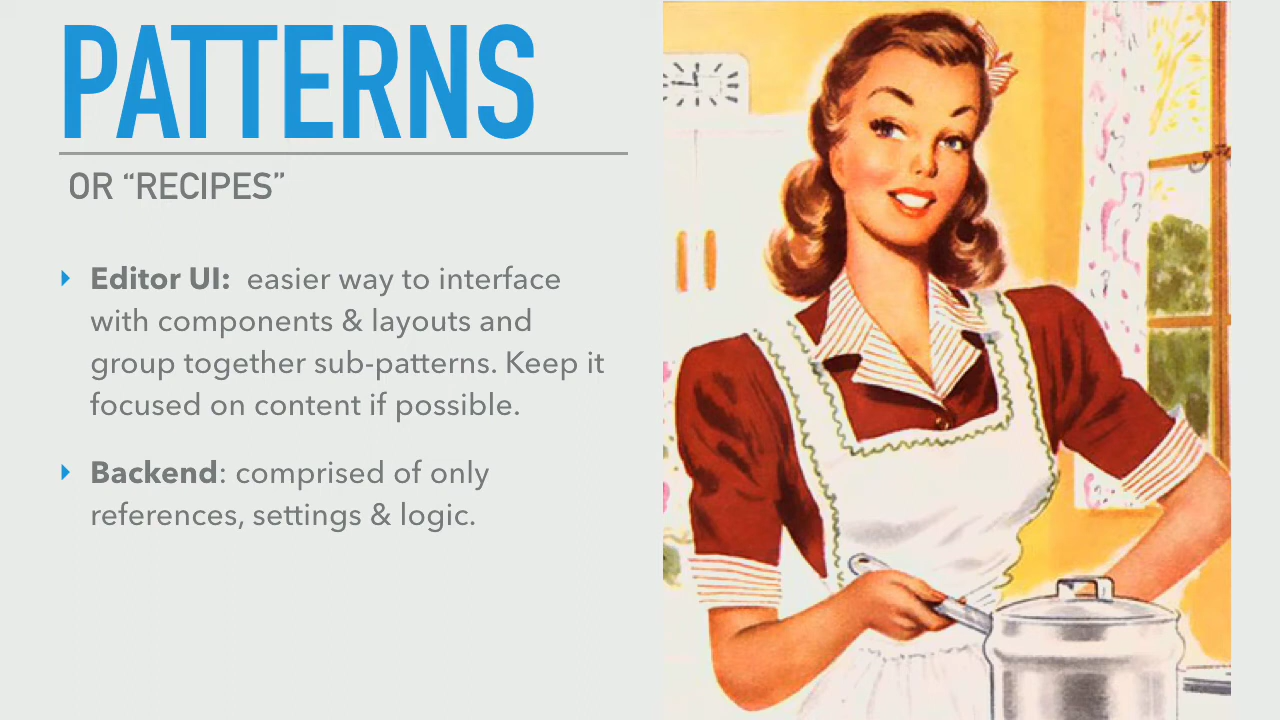 PATTERNS
OR “RECIPES”
Editor UI: easier way to interface
with components & layouts and
group together sub-patterns. Keep it
focused on content if possible.
Backend: comprised of only
references, settings & logic.